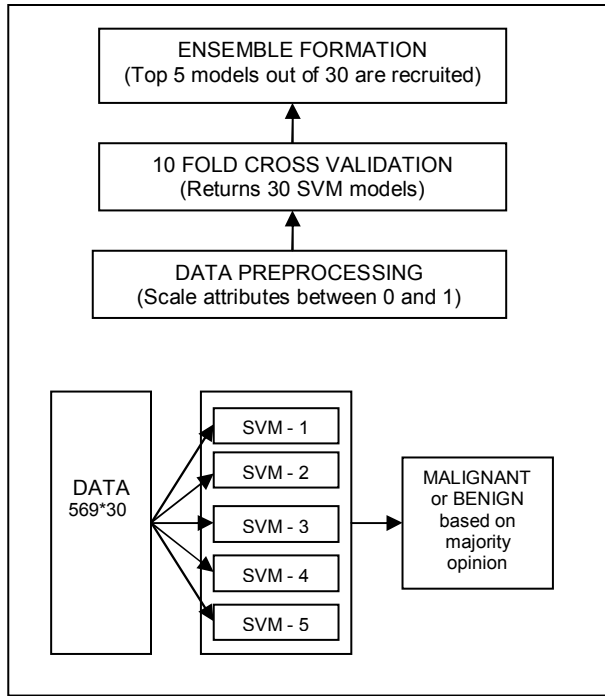 ENSEMBLE FORMATION
(Top 5 models out of 30 are recruited)
10 FOLD CROSS VALIDATION
(Returns 30 SVM models)
DATA PREPROCESSING
(Scale attributes between 0 and 1)
DATA
569*30
SVM - 1
SVM - 2
SVM - 3
SVM - 4
SVM - 5
MALIGNANT
or BENIGN
based on
majority
opinion